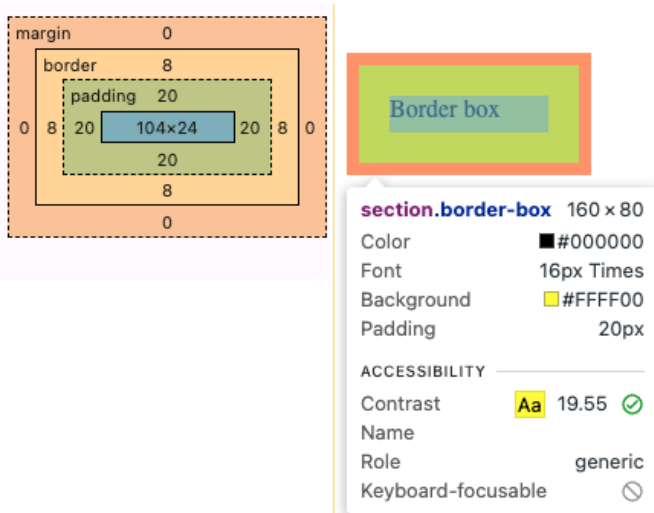 margin 0
border 8
padding 20
0 8 20 104×24 20 8 0
20
8
0
Border box
section.border-box 160×80
Color #000000
Font 16px Times
Background #FFFF00
Padding 20px
ACCESSIBILITY
Contrast Aa 19.55
Name
Role generic
Keyboard-focusable